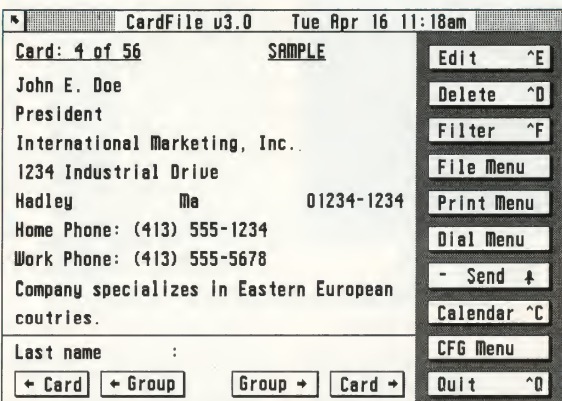 CardFile v3.0 Tue Apr 16 11:18am
Card: 4 of 56 SAMPLE
John E. Doe
President
International Marketing, Inc.
1234 Industrial Drive
Hadley Ma 01234-1234
Home Phone: (413) 555-1234
Work Phone: (413) 555-5678
Company specializes in Eastern European
coutries.
Last name :
← Card ← Group Group → Card →
Edit ^E
Delete ^D
Filter ^F
File Menu
Print Menu
Dial Menu
- Send ↓
Calendar ^C
CFG Menu
Quit ^Q